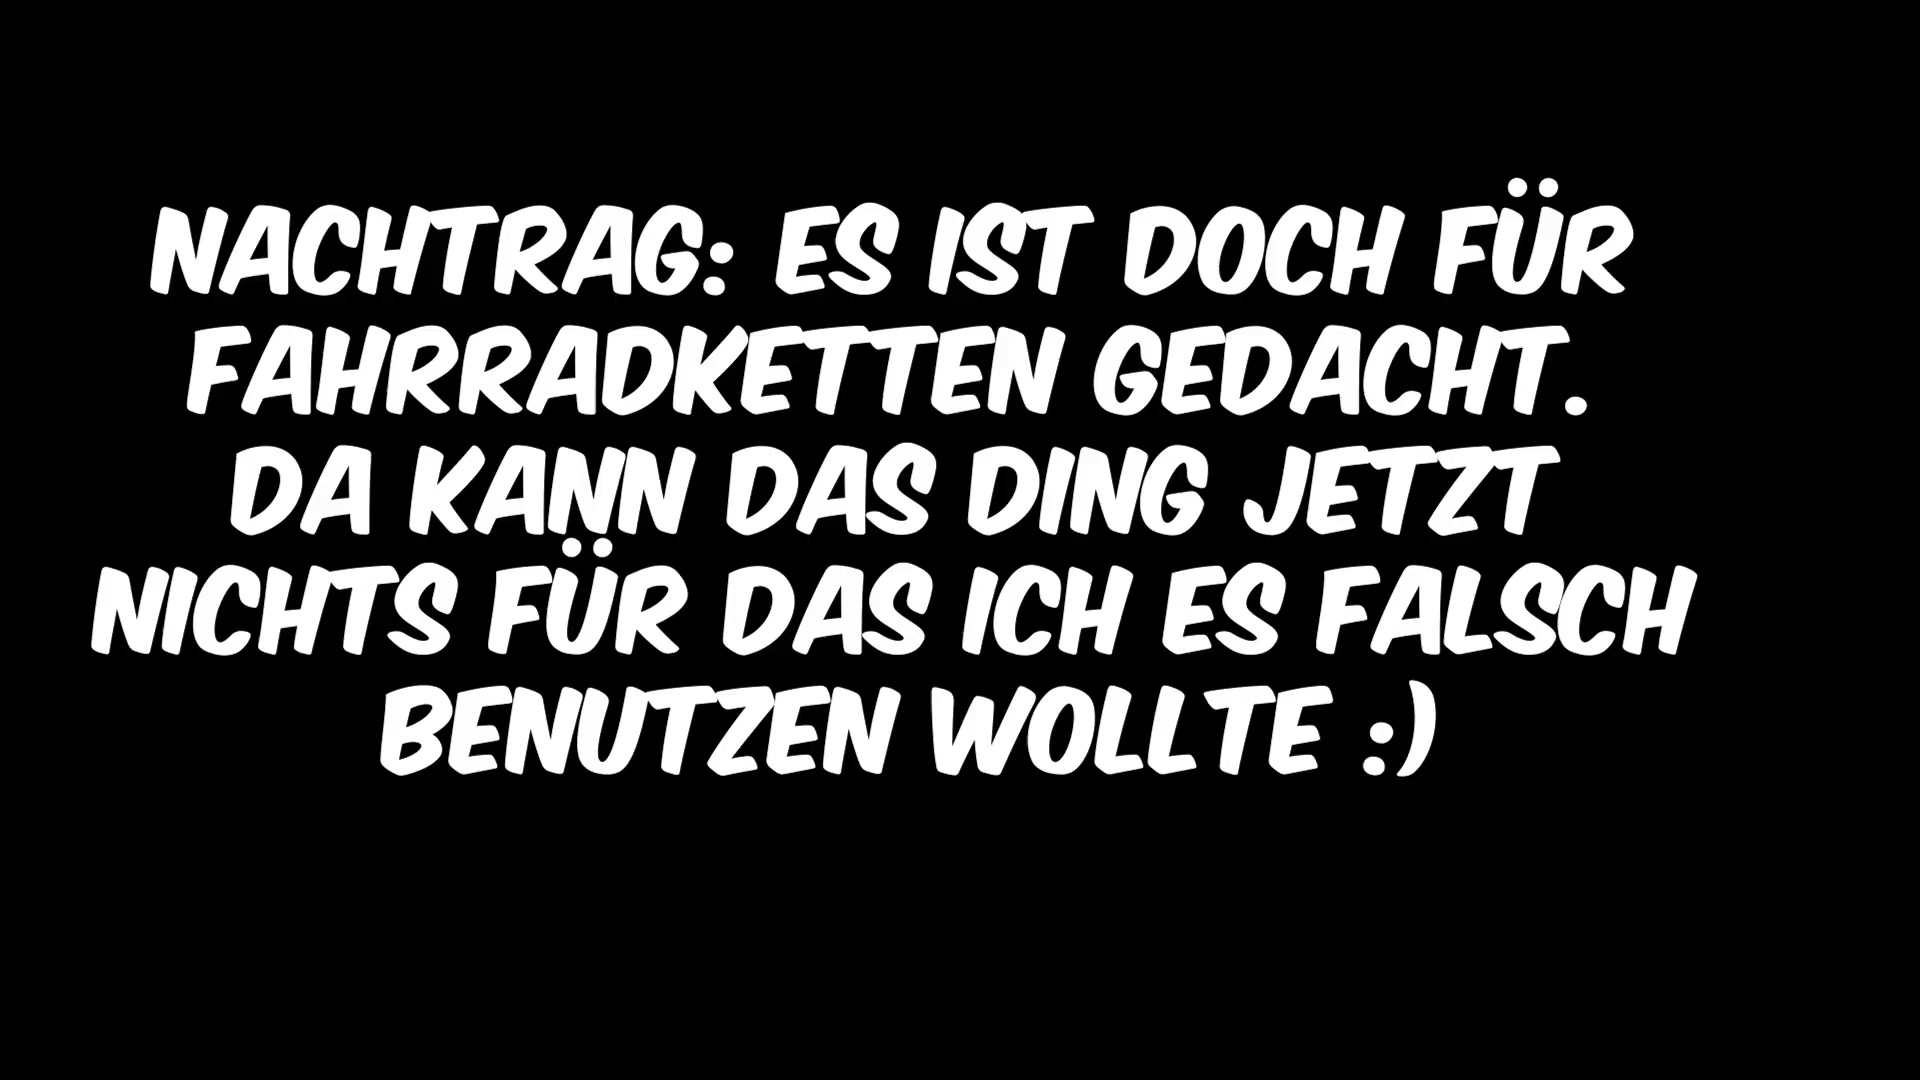 NACHTRAG: ES IST DOCH FÜR
FAHRRADKETTEN GEDACHT.
DA KANN DAS DING JETZT
NICHTS FÜR DAS ICH ES FALSCH
BENUTZEN WOLLTE :)